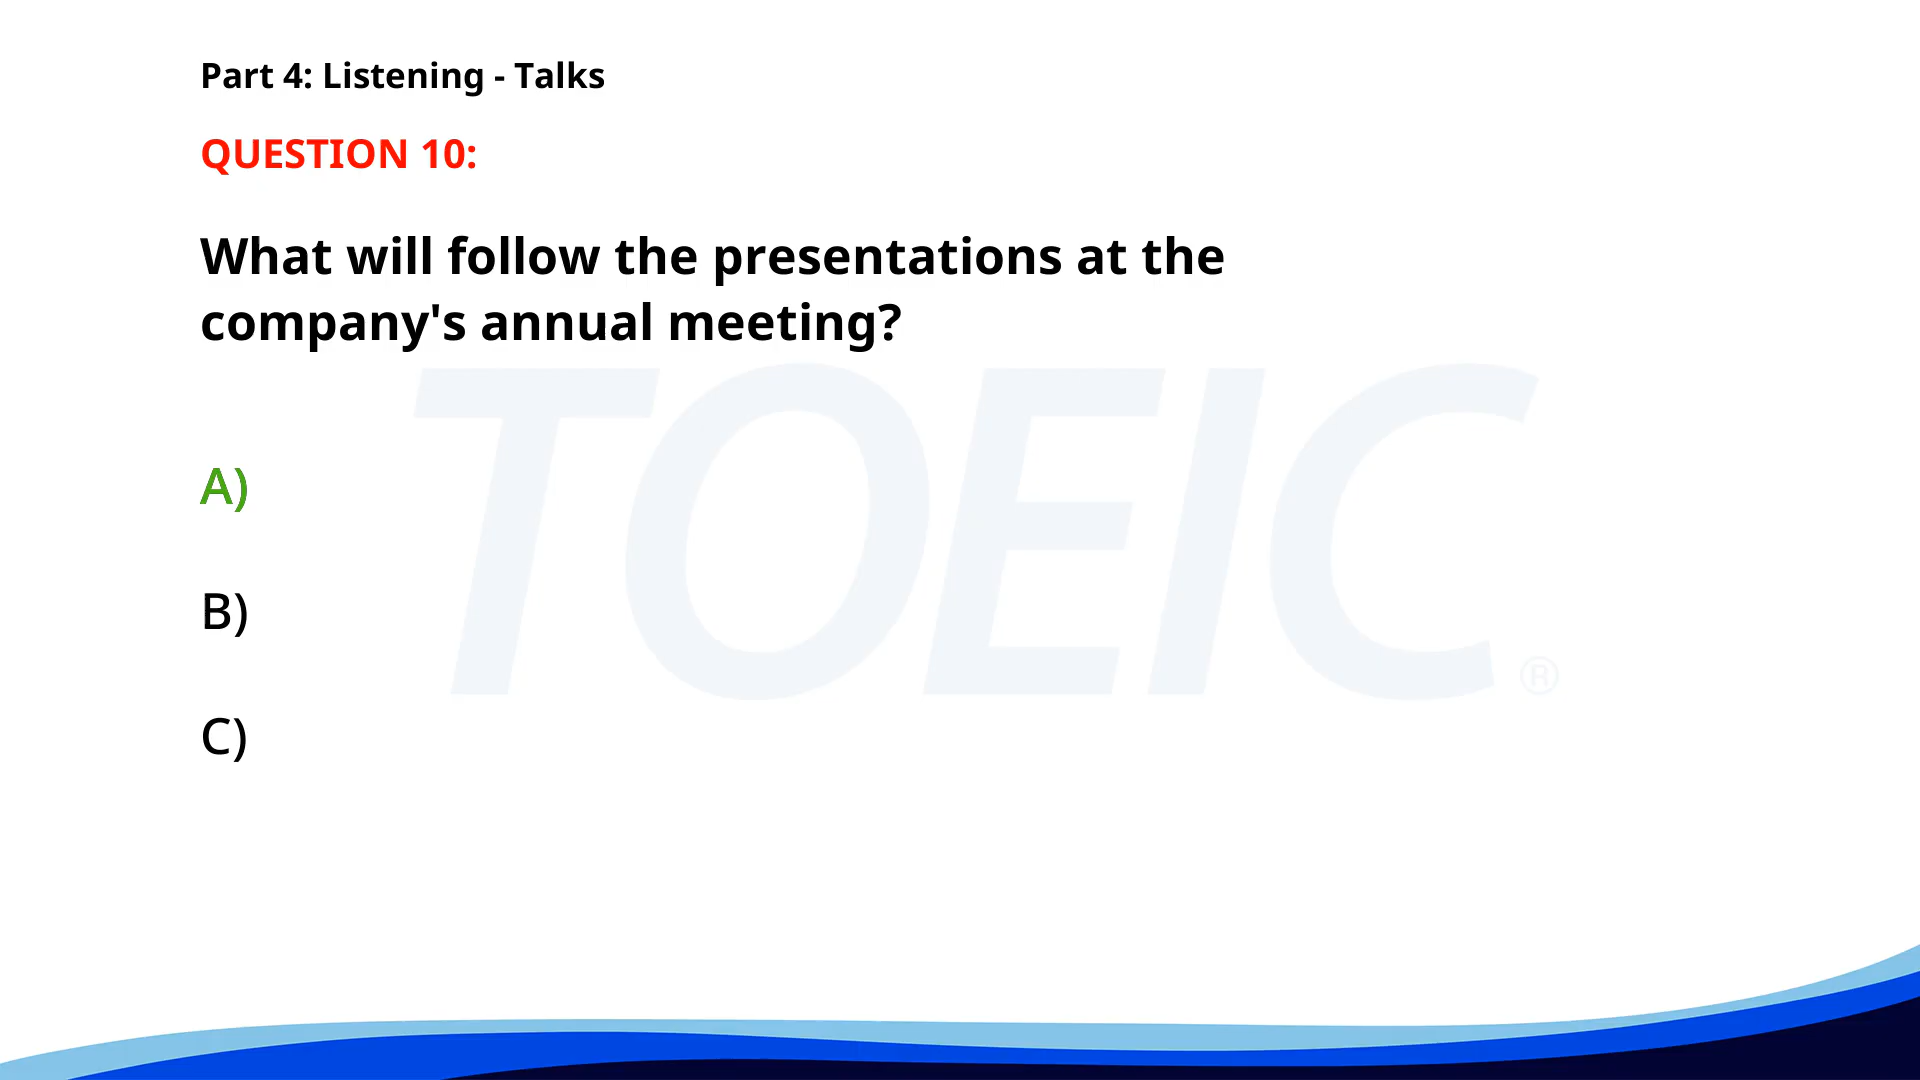 Part 4: Listening - Talks
QUESTION 10:
What will follow the presentations at the
company's annual meeting?
A)
B)
C)
TOEIC®